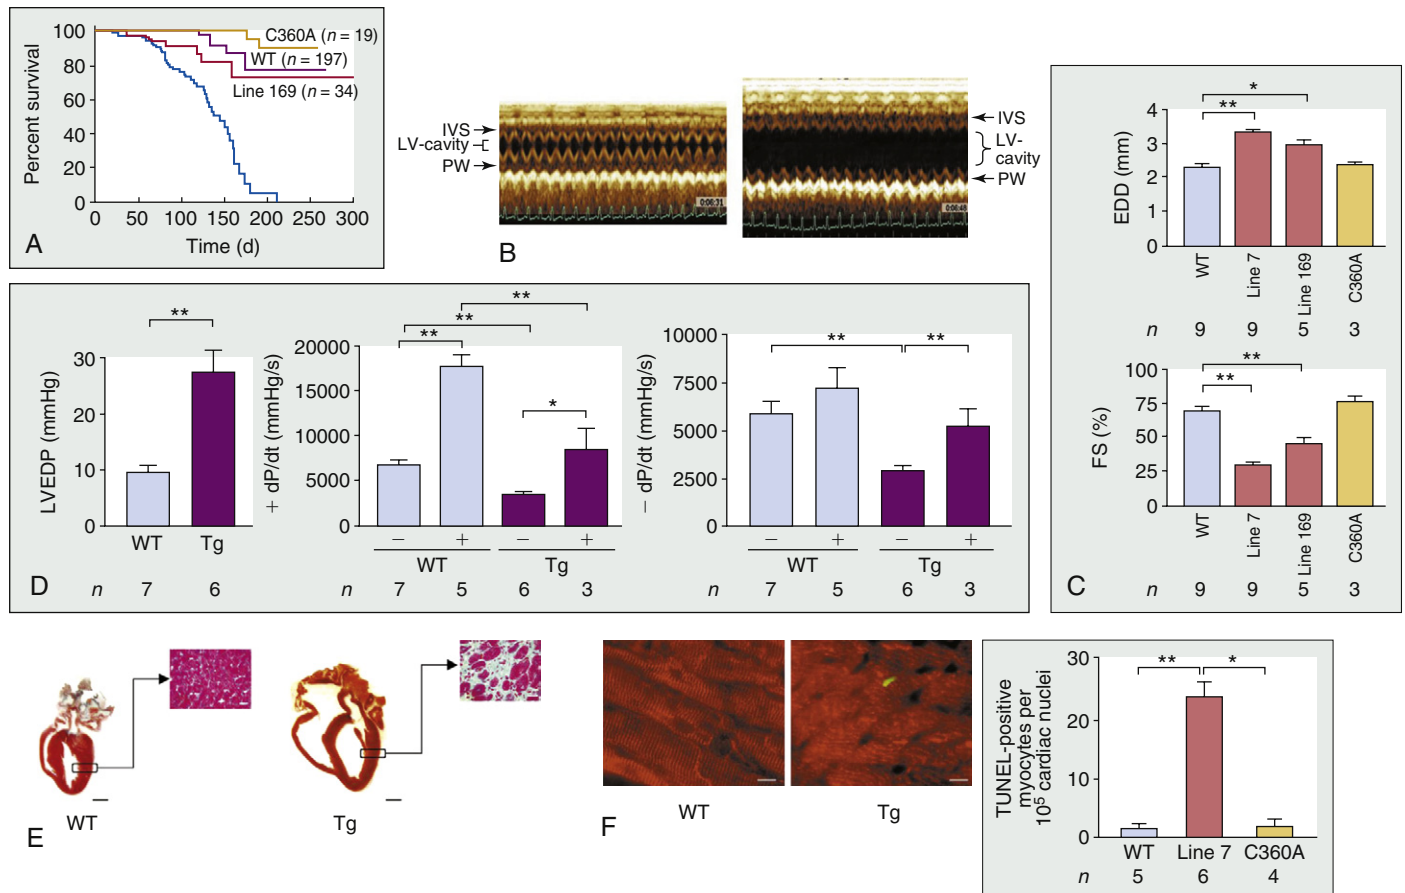 100
80
60
40
20
0
Percent survival
C360A (n = 19)
WT (n = 197)
Line 169 (n = 34)
0 50 100 150 200 250 300
Time (d)
A
IVS
LV-cavity
PW
0:06:31
IVS
LV-
cavity
PW
B
4
3
2
1
0
EDD (mm)
**
*
WT Line 7 Line 169 C360A
n 9 9 5 3
100
75
50
25
0
FS (%)
**
**
WT Line 7 Line 169 C360A
n 9 9 5 3
C
30
20
10
0
LVEDP (mmHg)
**
WT Tg
n 7 6
D
20000
15000
10000
5000
0
+ dP/dt (mmHg/s)
**
**
**
*
− + − +
WT Tg
n 7 5 6 3
10000
7500
5000
2500
0
− dP/dt (mmHg/s)
** **
− + − +
WT Tg
n 7 5 6 3
E
WT Tg
F
WT Tg
30
20
10
0
TUNEL-positive
myocytes per
10⁵ cardiac nuclei
** *
WT Line 7 C360A
n 5 6 4